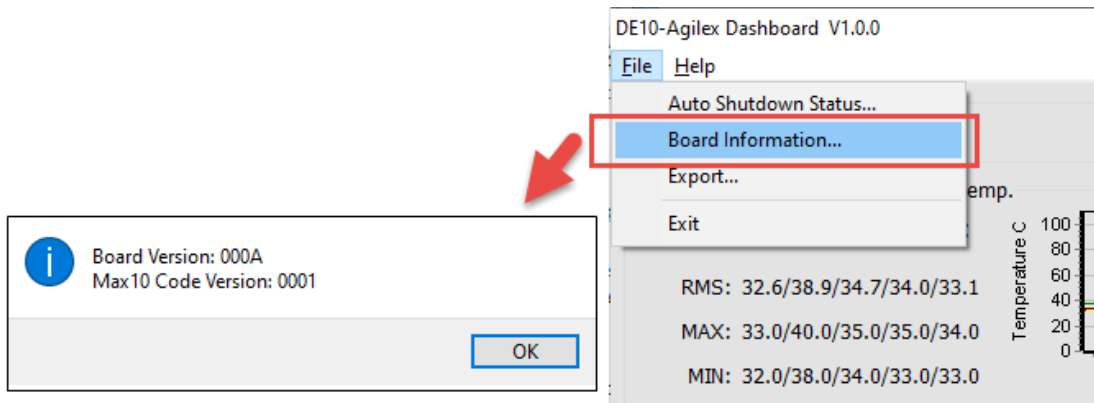 DE10-Agilex Dashboard V1.0.0
File Help
Auto Shutdown Status...
Board Information...
Export...
Exit
emp.
Temperature C
100
80
60
40
20
0
RMS: 32.6/38.9/34.7/34.0/33.1
MAX: 33.0/40.0/35.0/35.0/34.0
MIN: 32.0/38.0/34.0/33.0/33.0
i
Board Version: 000A
Max10 Code Version: 0001
OK